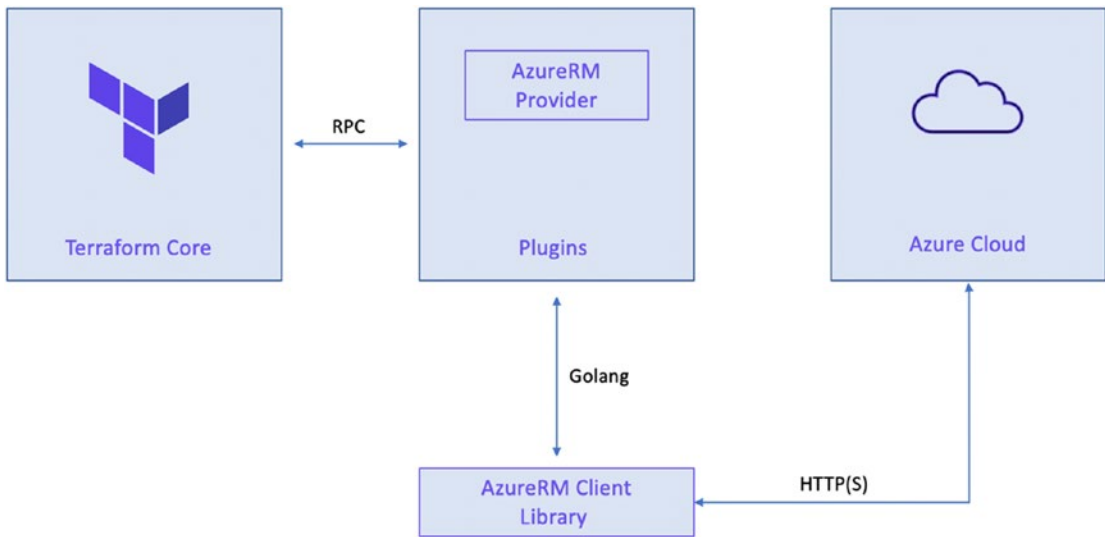 AzureRM
Provider
RPC
Terraform Core
Plugins
Azure Cloud
Golang
AzureRM Client
Library
HTTP(S)